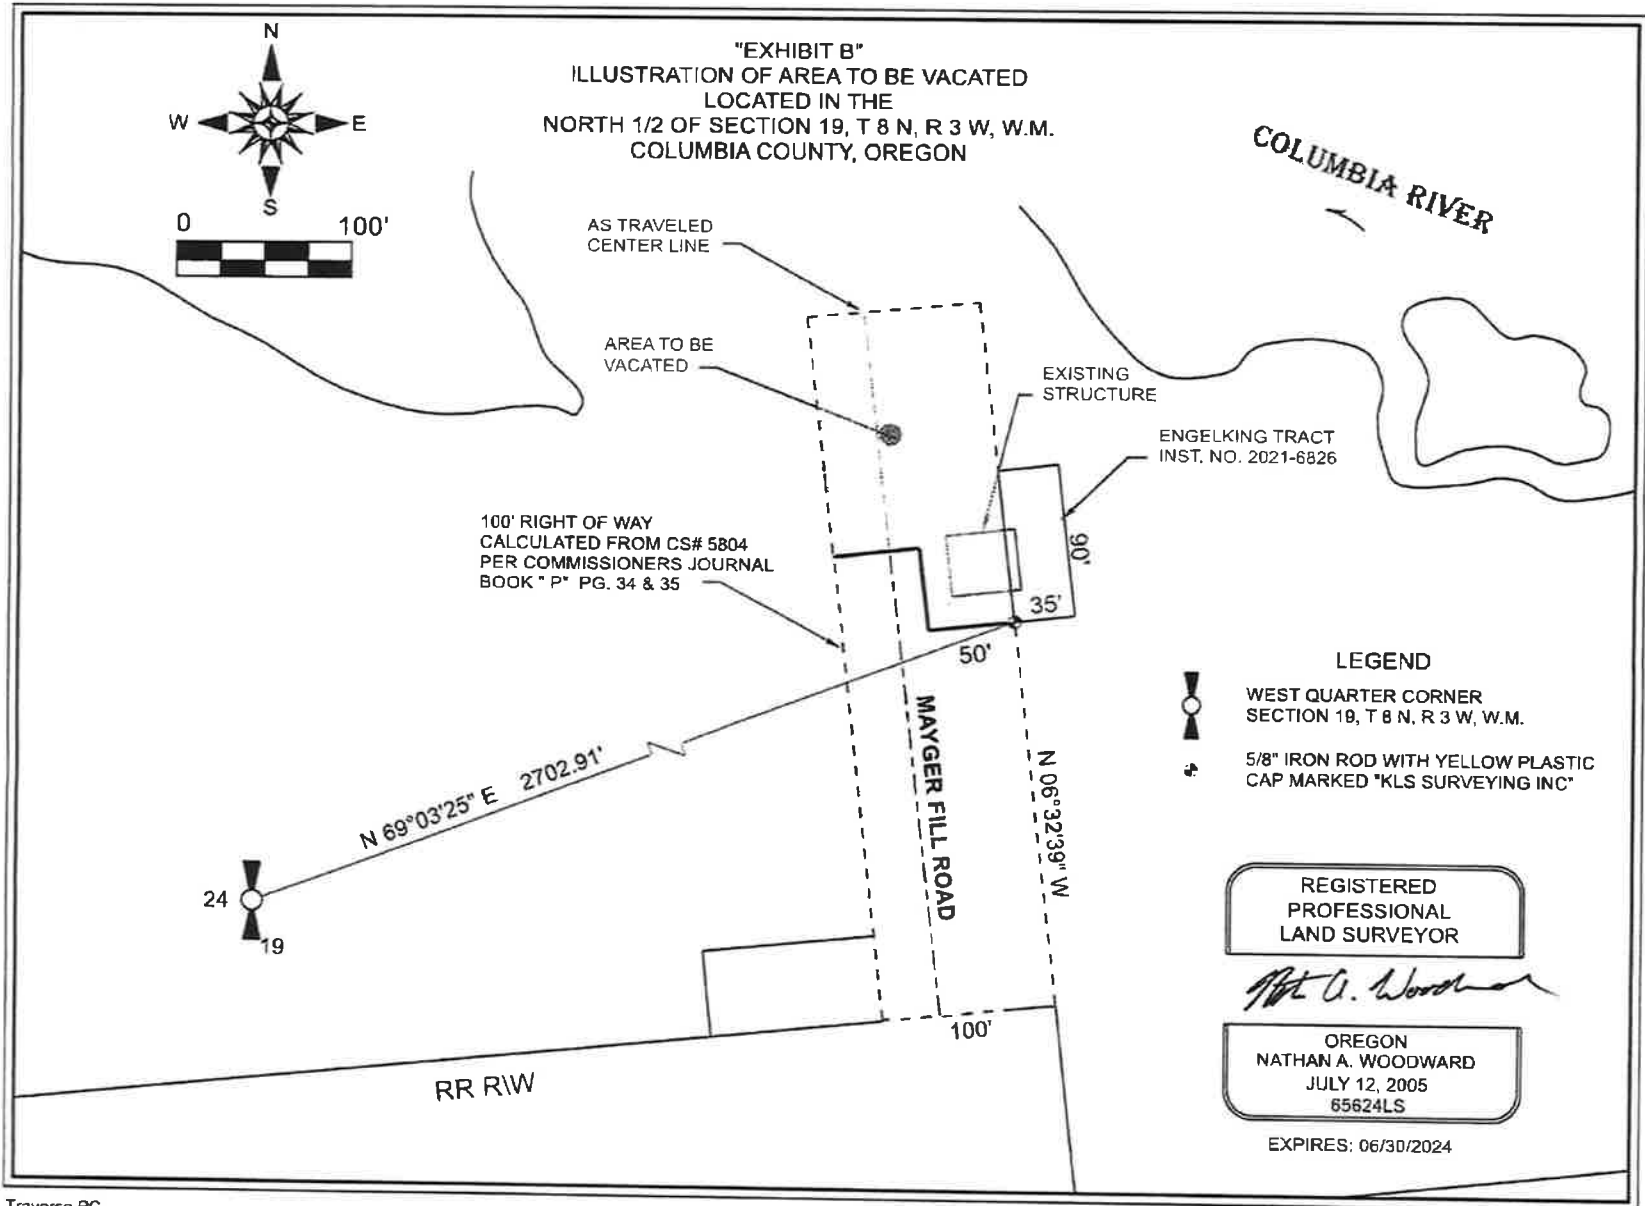 "EXHIBIT B"
ILLUSTRATION OF AREA TO BE VACATED
LOCATED IN THE
NORTH 1/2 OF SECTION 19, T 8 N, R 3 W, W.M.
COLUMBIA COUNTY, OREGON
N
W
E
S
0
100'
COLUMBIA RIVER
AS TRAVELED
CENTER LINE
AREA TO BE
VACATED
EXISTING
STRUCTURE
ENGELKING TRACT
INST. NO. 2021-6826
100' RIGHT OF WAY
CALCULATED FROM CS# 5804
PER COMMISSIONERS JOURNAL
BOOK " P" PG. 34 & 35
90'
35'
50'
MAYGER FILL ROAD
N 06°32'39" W
N 69°03'25" E 2702.91'
24
19
100'
RR R\W
LEGEND
WEST QUARTER CORNER
SECTION 19, T 8 N, R 3 W, W.M.
5/8" IRON ROD WITH YELLOW PLASTIC
CAP MARKED "KLS SURVEYING INC"
REGISTERED
PROFESSIONAL
LAND SURVEYOR
OREGON
NATHAN A. WOODWARD
JULY 12, 2005
65624LS
EXPIRES: 06/30/2024
Traverse PC